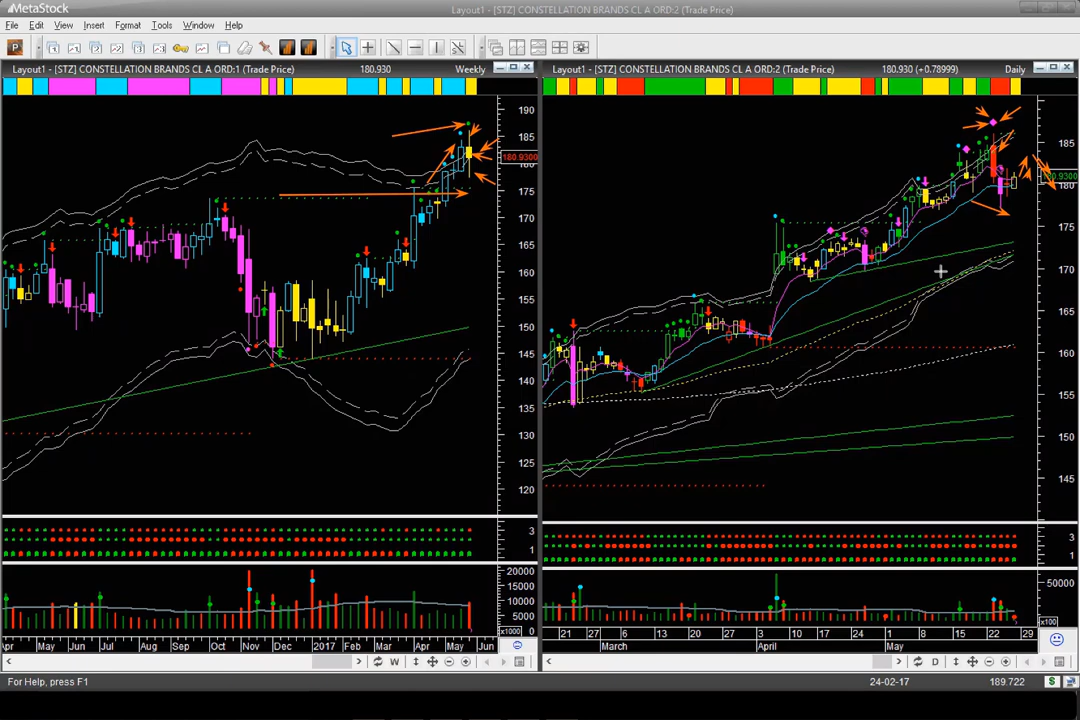 MetaStock
Layout1 - [STZ] CONSTELLATION BRANDS CL A ORD:2 (Trade Price)
File Edit View Insert Format Tools Window Help
P
Layout1 - [STZ] CONSTELLATION BRANDS CL A ORD:1 (Trade Price) 180.930 Weekly
190
185
180
180.9300
175
170
165
160
155
150
145
140
135
130
125
120
3
1
20000
15000
10000
5000
0
x1000
May Jun Jul Aug Sep Oct Nov Dec 2017 Feb Mar Apr May Jun
W
Layout1 - [STZ] CONSTELLATION BRANDS CL A ORD:2 (Trade Price) 180.930 (+0.78999) Daily
185
180
175
170
165
160
155
150
145
3
1
50000
x100
21 27 6 13 20 27 3 10 17 24 1 8 15 22 29
March April May
D
For Help, press F1 24-02-17 189.722 $